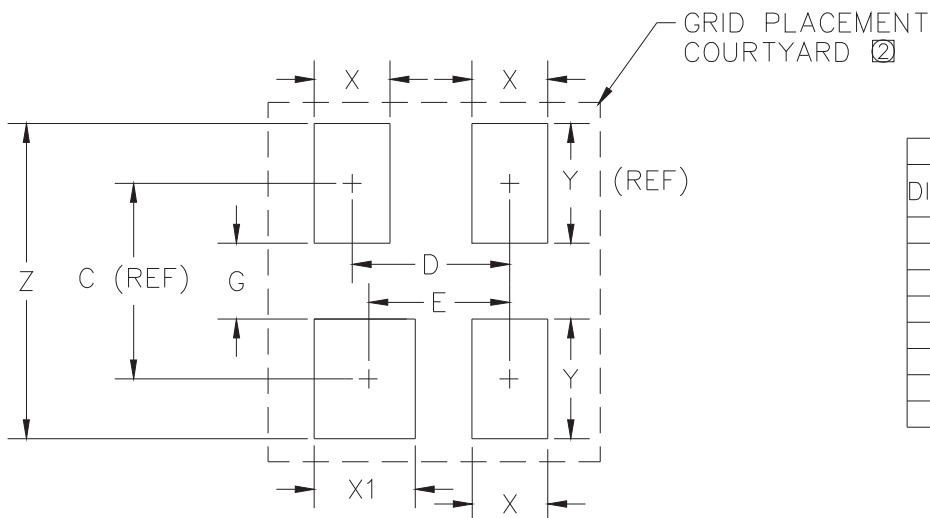 GRID PLACEMENT
COURTYARD ②
X
X
Y
(REF)
DI
D
Z
C (REF)
G
E
Y
X1
X